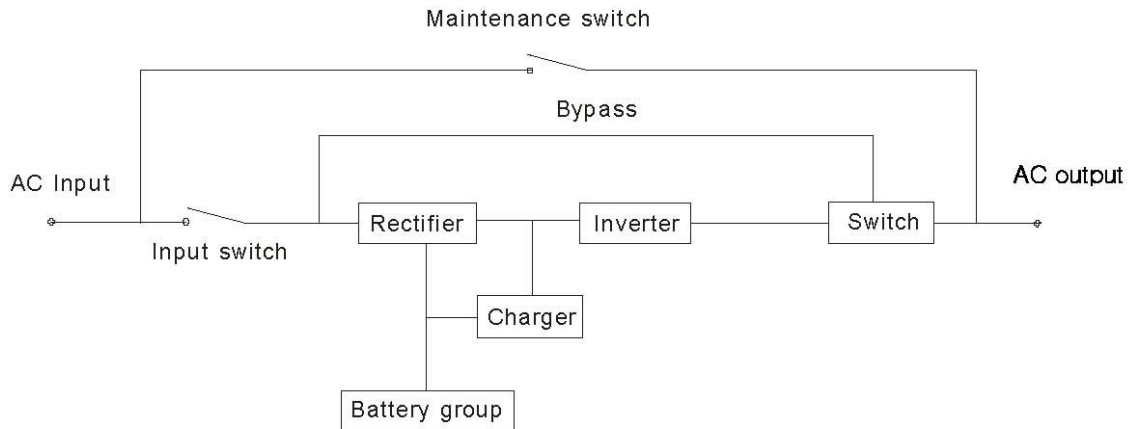 Maintenance switch
Bypass
AC Input
AC output
Input switch
Rectifier
Inverter
Switch
Charger
Battery group